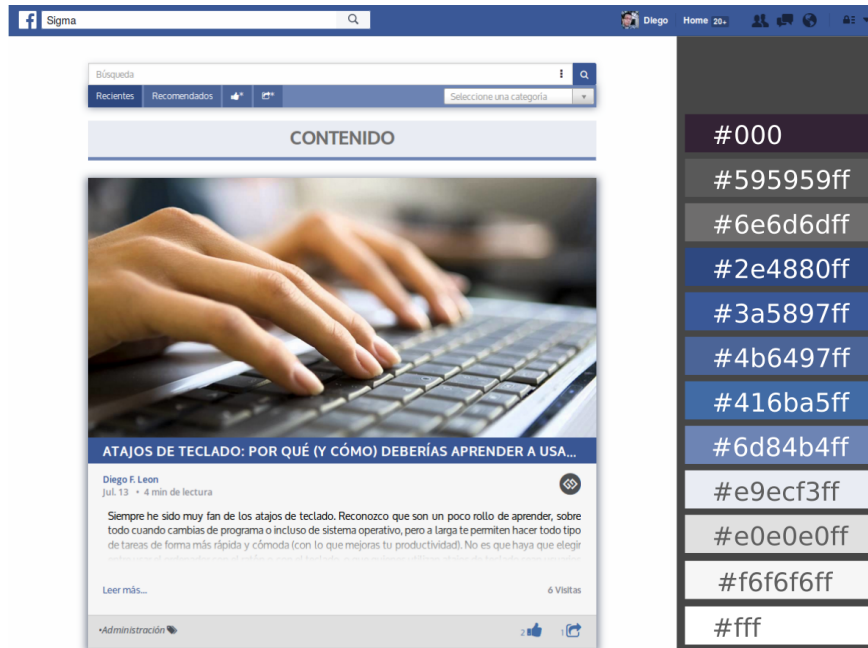 f Sigma
Diego Home 20+
Búsqueda
Recientes Recomendados
Seleccione una categoría
CONTENIDO
ATAJOS DE TECLADO: POR QUÉ (Y CÓMO) DEBERÍAS APRENDER A USA...
Diego F. Leon
Jul. 13 • 4 min de lectura
Siempre he sido muy fan de los atajos de teclado. Reconozco que son un poco rollo de aprender, sobre
todo cuando cambias de programa o incluso de sistema operativo, pero a larga te permiten hacer todo tipo
de tareas de forma más rápida y cómoda (con lo que mejoras tu productividad). No es que haya que elegir
Leer más...
6 Visitas
•Administración
2
1
#000
#595959ff
#6e6d6dff
#2e4880ff
#3a5897ff
#4b6497ff
#416ba5ff
#6d84b4ff
#e9ecf3ff
#e0e0e0ff
#f6f6f6ff
#fff